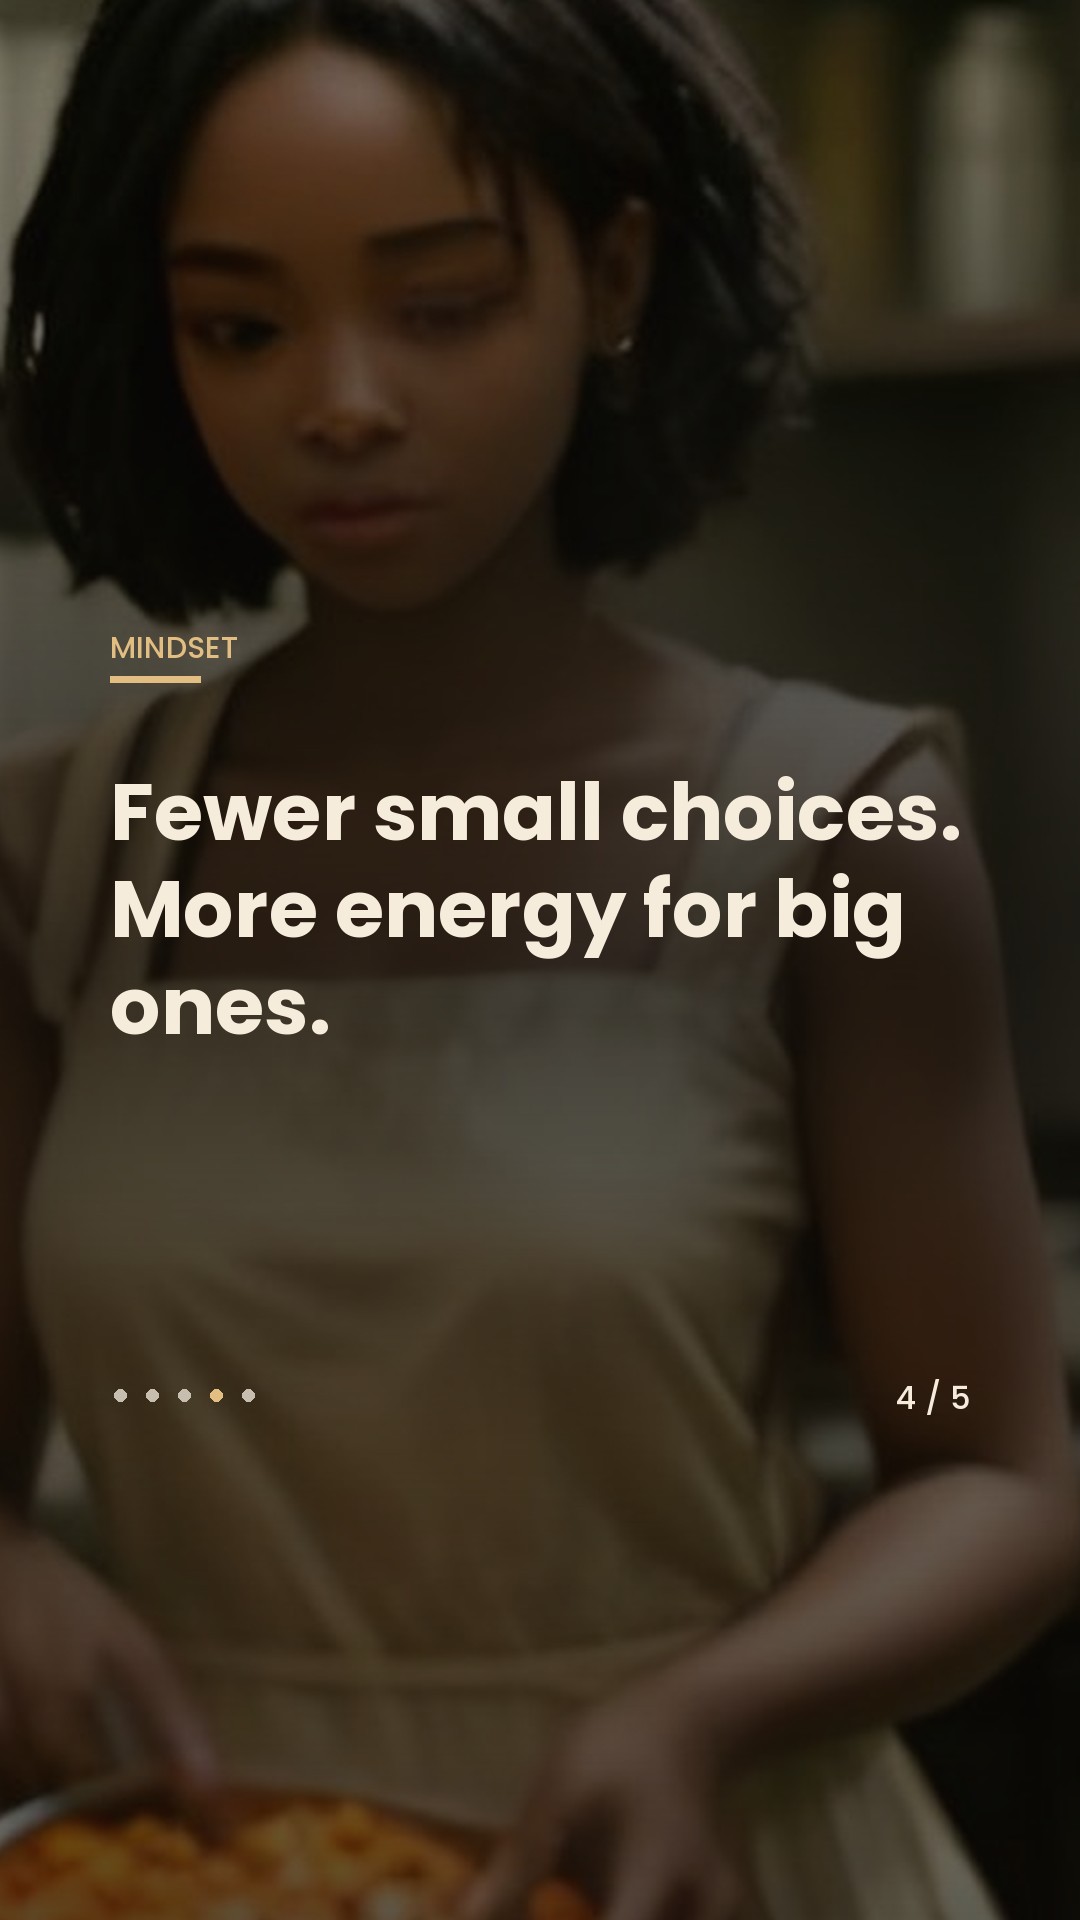 MINDSET
Fewer small choices.
More energy for big
ones.
4 / 5